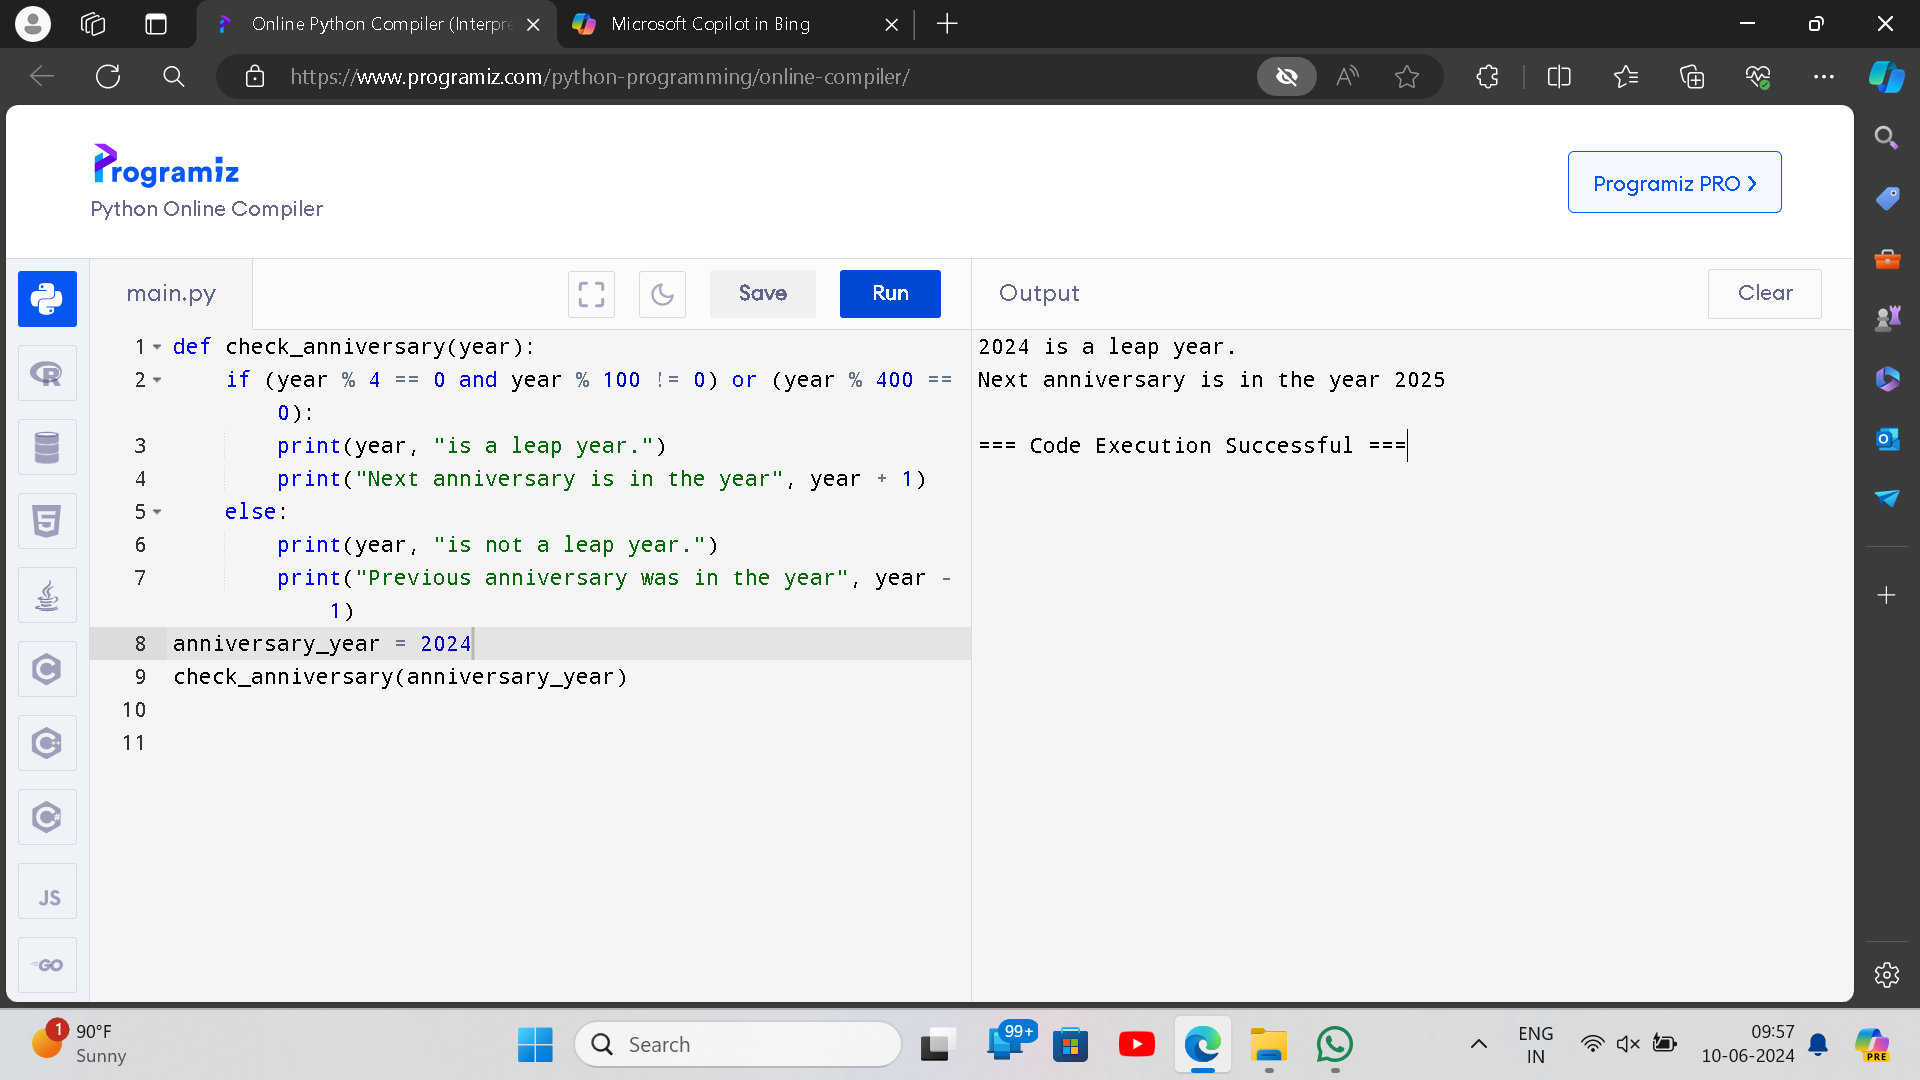 Online Python Compiler (Interpre
Microsoft Copilot in Bing
https://www.programiz.com/python-programming/online-compiler/
Programiz
Python Online Compiler
Programiz PRO
main.py
Save
Run
Output
Clear
1 def check_anniversary(year):
2 if (year % 4 == 0 and year % 100 != 0) or (year % 400 ==
0):
3 print(year, "is a leap year.")
4 print("Next anniversary is in the year", year + 1)
5 else:
6 print(year, "is not a leap year.")
7 print("Previous anniversary was in the year", year -
1)
8 anniversary_year = 2024
9 check_anniversary(anniversary_year)
10
11
2024 is a leap year.
Next anniversary is in the year 2025
=== Code Execution Successful ===
R
5
C
C++
C#
JS
GO
1
90°F
Sunny
Search
99+
ENG
IN
09:57
10-06-2024
PRE